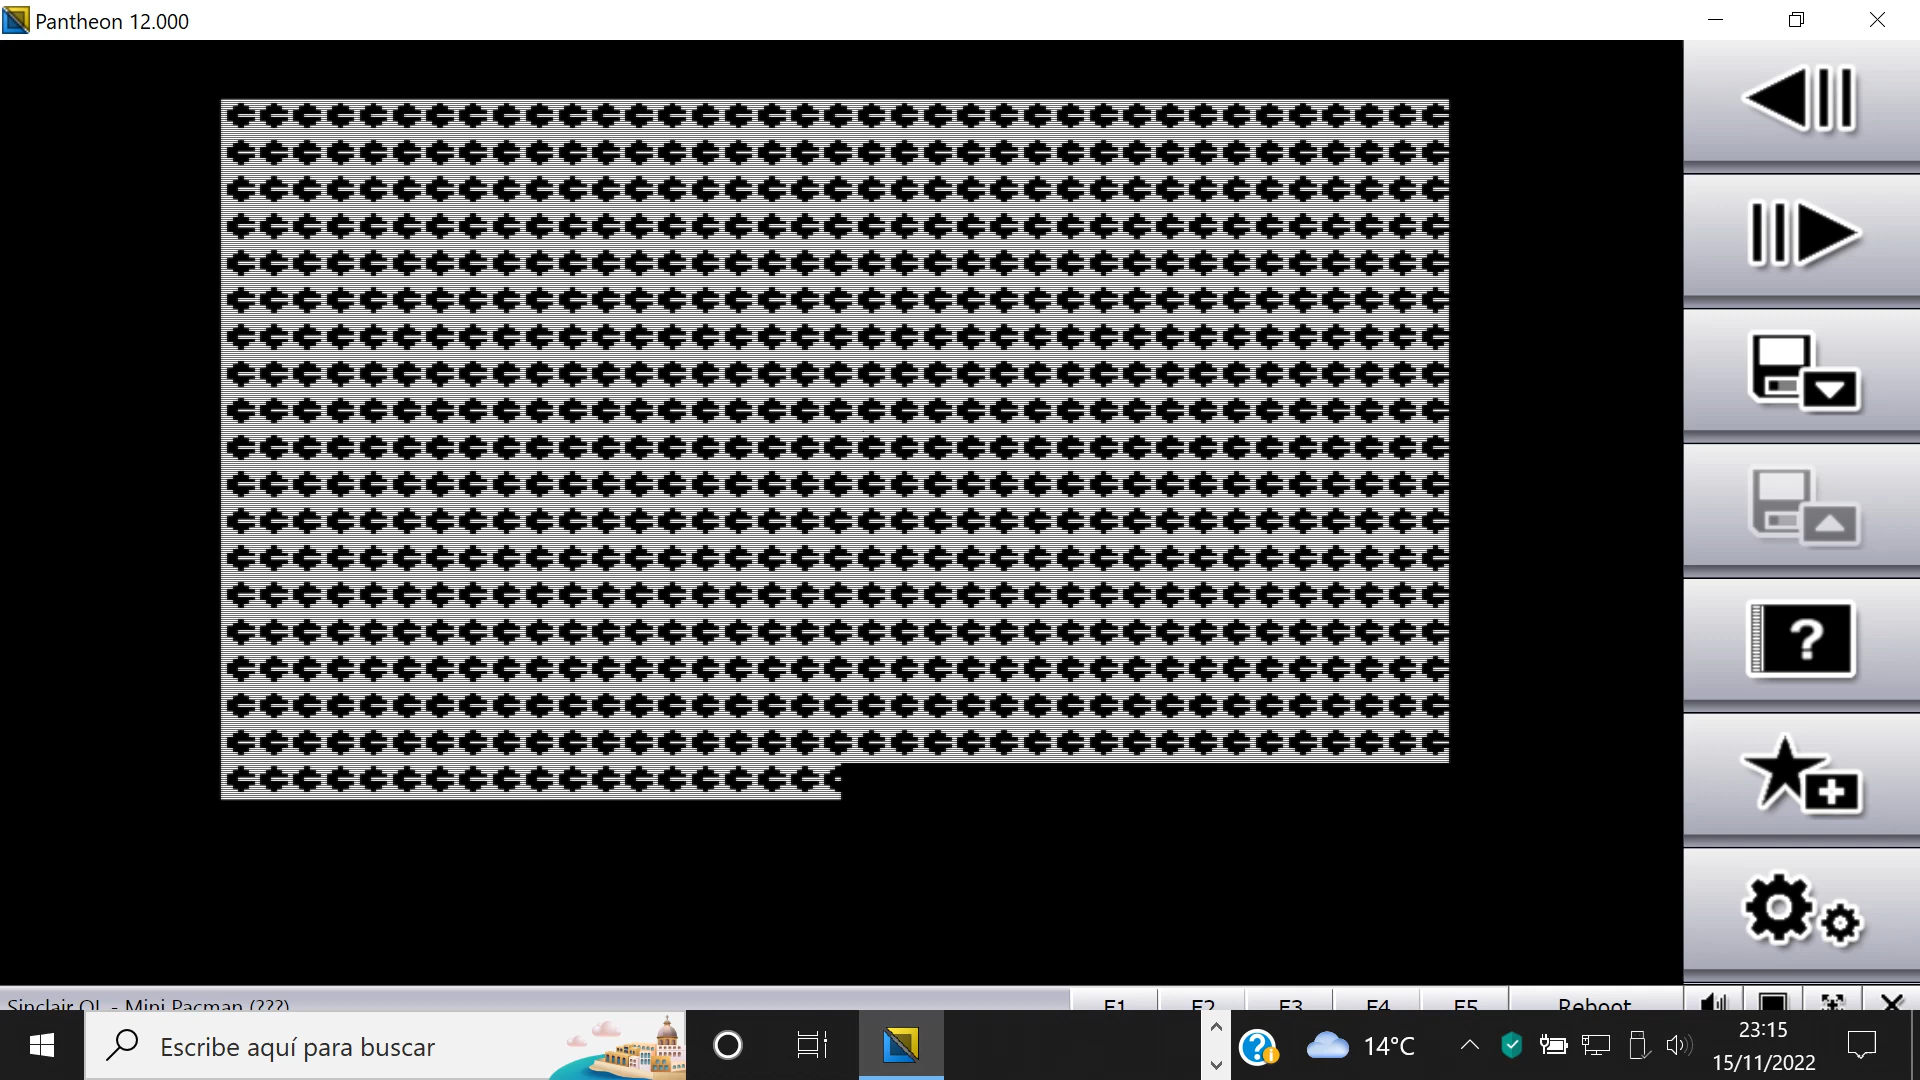 Pantheon 12.000
?
Sinclair QL - Mini Pacman (???)
F1 F2 F3 F4 F5 Reboot
Escribe aquí para buscar
14°C
23:15
15/11/2022